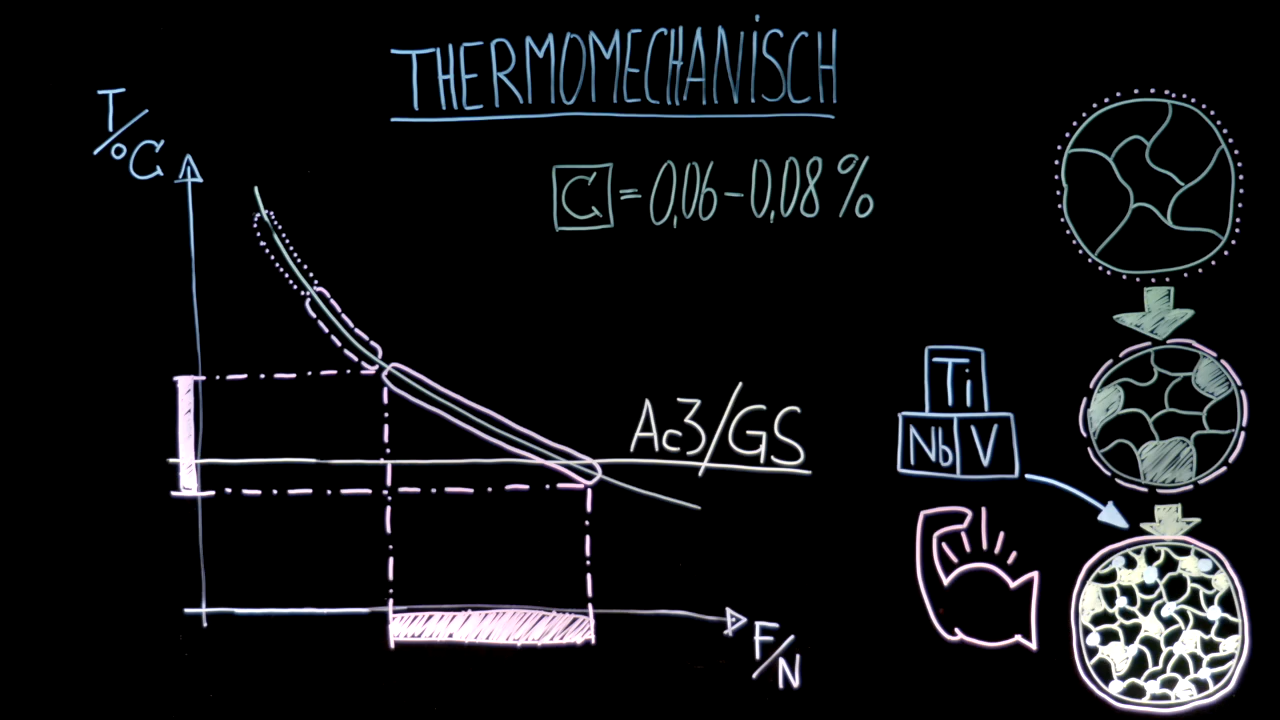 THERMOMECHANiSCH
T/°C
C = 0,06 - 0,08 %
Ac3/GS
Ti
Nb V
F/N